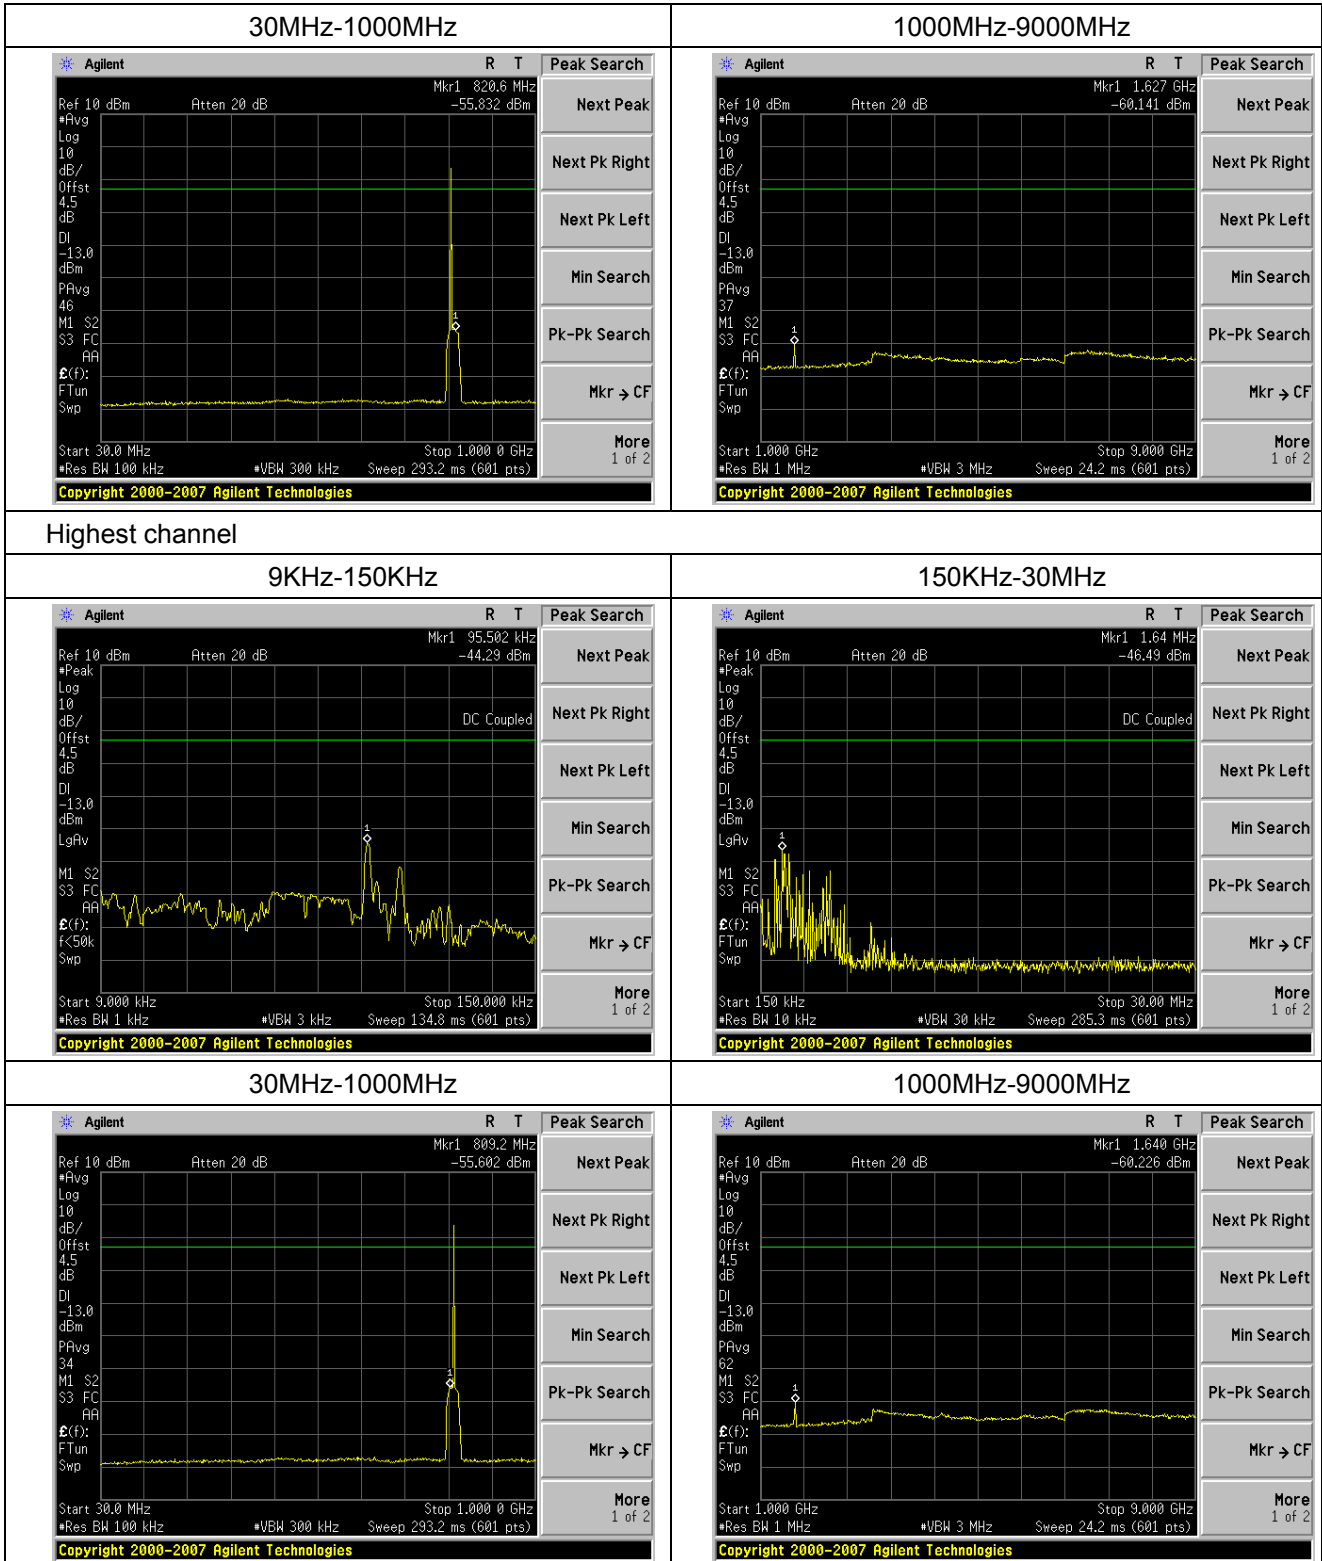 30MHz-1000MHz
1000MHz-9000MHz
Agilent R T Peak Search
Mkr1 820.6 MHz
Ref 10 dBm Atten 20 dB -55.832 dBm
#Avg
Log
10
dB/
Offst
4.5
dB
DI
-13.0
dBm
PAvg
46
M1 S2
S3 FC
AA
£(f):
FTun
Swp
1
Start 30.0 MHz Stop 1.000 0 GHz
#Res BW 100 kHz #VBW 300 kHz Sweep 293.2 ms (601 pts)
Copyright 2000-2007 Agilent Technologies
Next Peak
Next Pk Right
Next Pk Left
Min Search
Pk-Pk Search
Mkr → CF
More
1 of 2
Agilent R T Peak Search
Mkr1 1.627 GHz
Ref 10 dBm Atten 20 dB -60.141 dBm
#Avg
Log
10
dB/
Offst
4.5
dB
DI
-13.0
dBm
PAvg
37
M1 S2
S3 FC
AA
£(f):
FTun
Swp
1
Start 1.000 GHz Stop 9.000 GHz
#Res BW 1 MHz #VBW 3 MHz Sweep 24.2 ms (601 pts)
Copyright 2000-2007 Agilent Technologies
Next Peak
Next Pk Right
Next Pk Left
Min Search
Pk-Pk Search
Mkr → CF
More
1 of 2
Highest channel
9KHz-150KHz
150KHz-30MHz
Agilent R T Peak Search
Mkr1 95.502 kHz
Ref 10 dBm Atten 20 dB -44.29 dBm
#Peak
Log
10
dB/
Offst
4.5
dB
DI
-13.0
dBm
LgAv
M1 S2
S3 FC
AA
£(f):
f<50k
Swp
DC Coupled
1
Start 9.000 kHz Stop 150.000 kHz
#Res BW 1 kHz #VBW 3 kHz Sweep 134.8 ms (601 pts)
Copyright 2000-2007 Agilent Technologies
Next Peak
Next Pk Right
Next Pk Left
Min Search
Pk-Pk Search
Mkr → CF
More
1 of 2
Agilent R T Peak Search
Mkr1 1.64 MHz
Ref 10 dBm Atten 20 dB -46.49 dBm
#Peak
Log
10
dB/
Offst
4.5
dB
DI
-13.0
dBm
LgAv
M1 S2
S3 FC
AA
£(f):
FTun
Swp
DC Coupled
1
Start 150 kHz Stop 30.00 MHz
#Res BW 10 kHz #VBW 30 kHz Sweep 285.3 ms (601 pts)
Copyright 2000-2007 Agilent Technologies
Next Peak
Next Pk Right
Next Pk Left
Min Search
Pk-Pk Search
Mkr → CF
More
1 of 2
30MHz-1000MHz
1000MHz-9000MHz
Agilent R T Peak Search
Mkr1 809.2 MHz
Ref 10 dBm Atten 20 dB -55.602 dBm
#Avg
Log
10
dB/
Offst
4.5
dB
DI
-13.0
dBm
PAvg
34
M1 S2
S3 FC
AA
£(f):
FTun
Swp
1
Start 30.0 MHz Stop 1.000 0 GHz
#Res BW 100 kHz #VBW 300 kHz Sweep 293.2 ms (601 pts)
Copyright 2000-2007 Agilent Technologies
Next Peak
Next Pk Right
Next Pk Left
Min Search
Pk-Pk Search
Mkr → CF
More
1 of 2
Agilent R T Peak Search
Mkr1 1.640 GHz
Ref 10 dBm Atten 20 dB -60.226 dBm
#Avg
Log
10
dB/
Offst
4.5
dB
DI
-13.0
dBm
PAvg
62
M1 S2
S3 FC
AA
£(f):
FTun
Swp
1
Start 1.000 GHz Stop 9.000 GHz
#Res BW 1 MHz #VBW 3 MHz Sweep 24.2 ms (601 pts)
Copyright 2000-2007 Agilent Technologies
Next Peak
Next Pk Right
Next Pk Left
Min Search
Pk-Pk Search
Mkr → CF
More
1 of 2